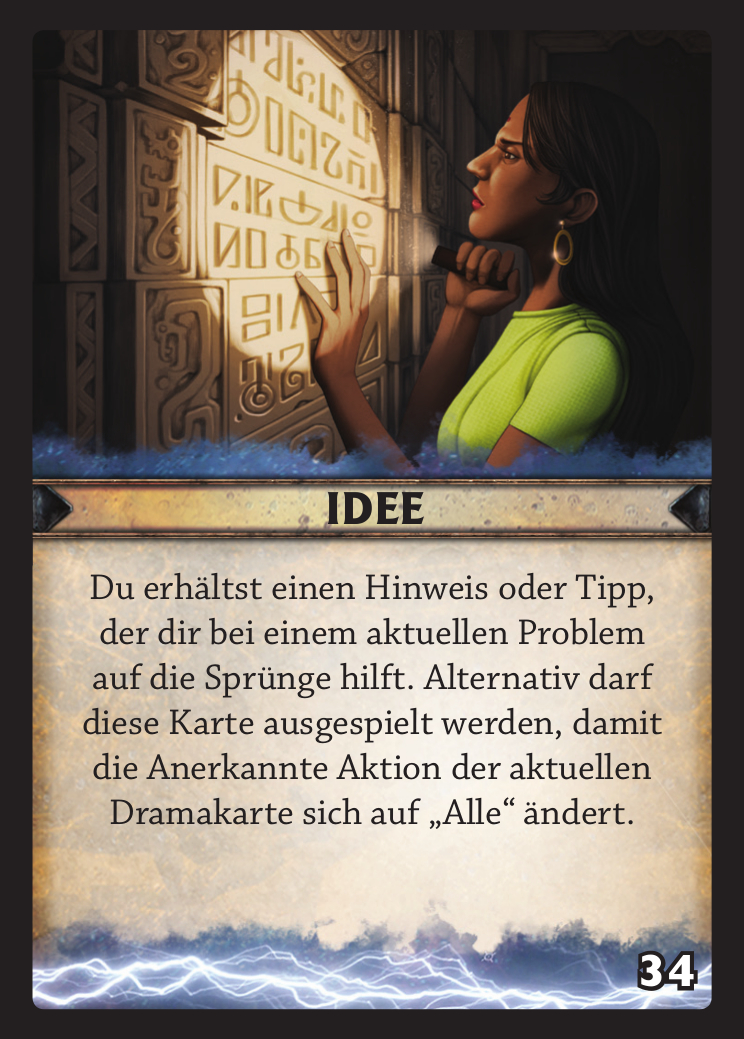 IDEE
Du erhältst einen Hinweis oder Tipp,
der dir bei einem aktuellen Problem
auf die Sprünge hilft. Alternativ darf
diese Karte ausgespielt werden, damit
die Anerkannte Aktion der aktuellen
Dramakarte sich auf „Alle“ ändert.
34